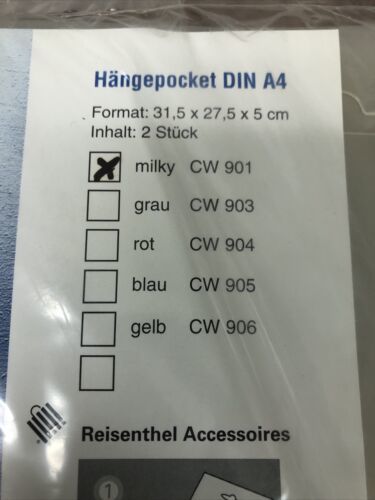 Hängepocket DIN A4
Format: 31,5 x 27,5 x 5 cm
Inhalt: 2 Stück
milky CW 901
grau CW 903
rot CW 904
blau CW 905
gelb CW 906
Reisenthel Accessoires
1